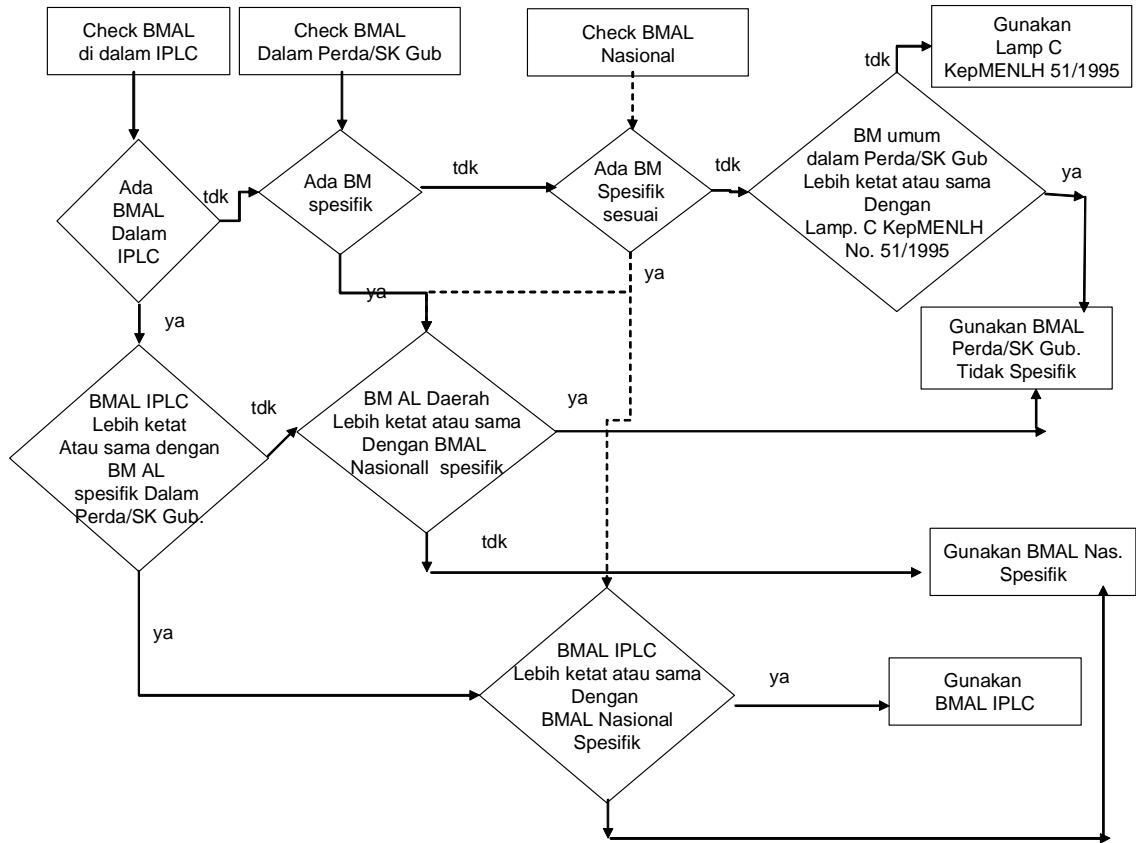 Check BMAL
di dalam IPLC
Check BMAL
Dalam Perda/SK Gub
Check BMAL
Nasional
Gunakan
Lamp C
KepMENLH 51/1995
tdk
Ada
BMAL
Dalam
IPLC
tdk
Ada BM
spesifik
tdk
Ada BM
Spesifik
sesuai
tdk
BM umum
dalam Perda/SK Gub
Lebih ketat atau sama
Dengan
Lamp. C KepMENLH
No. 51/1995
ya
ya
ya
ya
Gunakan BMAL
Perda/SK Gub.
Tidak Spesifik
BMAL IPLC
Lebih ketat
Atau sama dengan
BM AL
spesifik Dalam
Perda/SK Gub.
tdk
BM AL Daerah
Lebih ketat atau sama
Dengan BMAL
Nasionall spesifik
ya
tdk
Gunakan BMAL Nas.
Spesifik
ya
BMAL IPLC
Lebih ketat atau sama
Dengan
BMAL Nasional
Spesifik
ya
Gunakan
BMAL IPLC